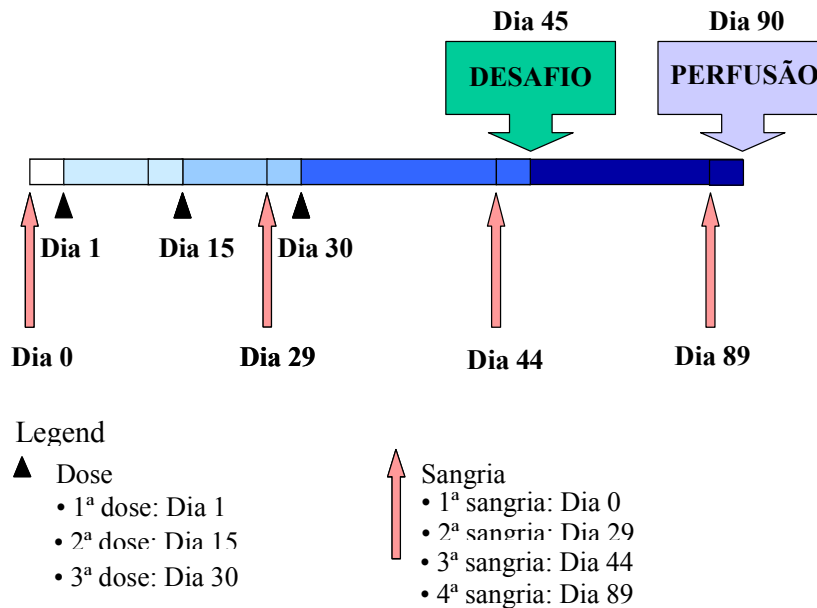 Dia 45
Dia 90
DESAFIO
PERFUSÃO
Dia 1
Dia 15
Dia 30
Dia 0
Dia 29
Dia 44
Dia 89
Legend
Dose
• 1ª dose: Dia 1
• 2ª dose: Dia 15
• 3ª dose: Dia 30
Sangria
• 1ª sangria: Dia 0
• 2ª sangria: Dia 29
• 3ª sangria: Dia 44
• 4ª sangria: Dia 89